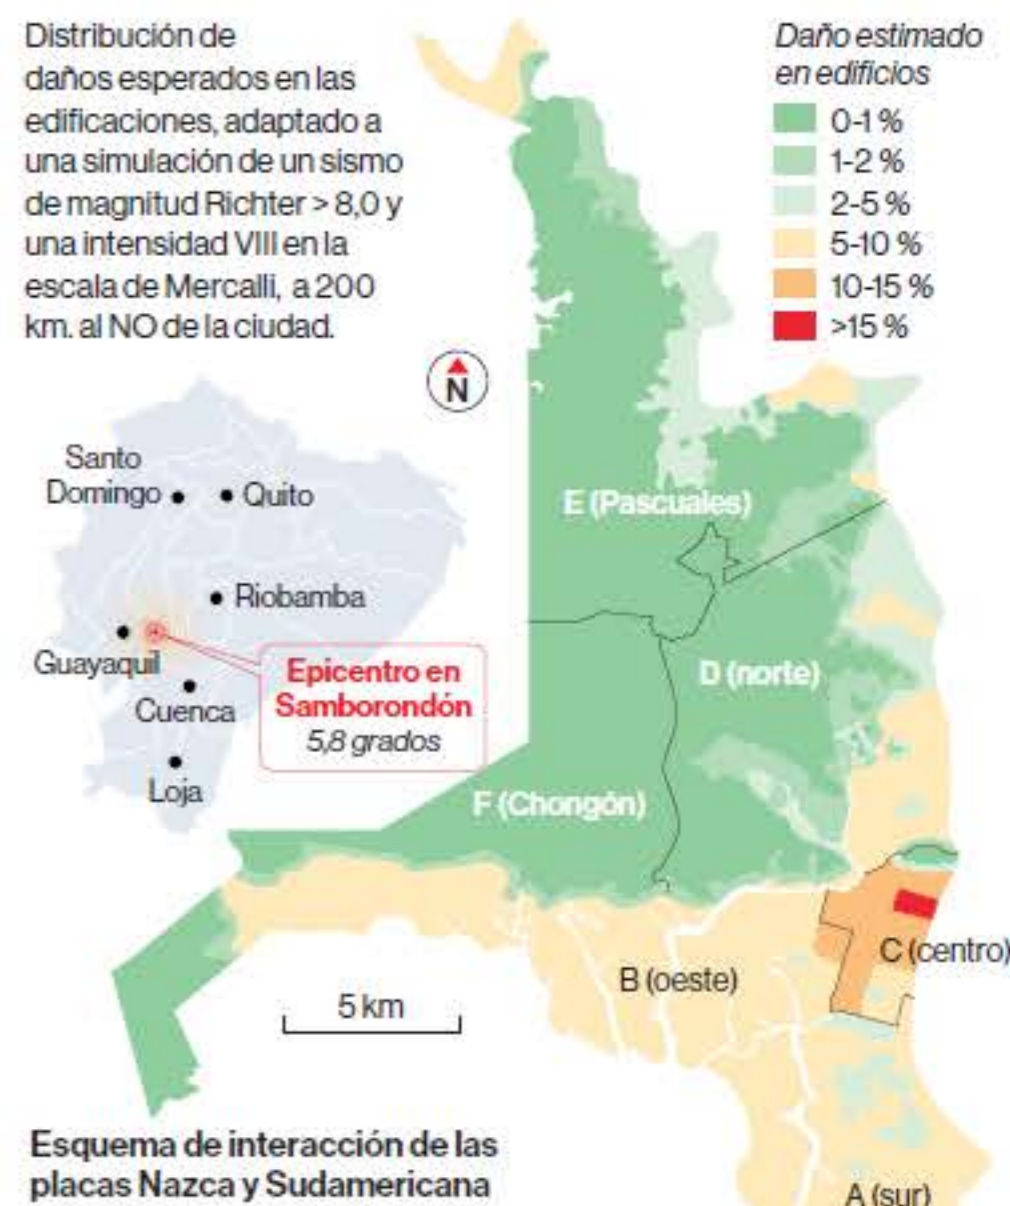 Distribución de
daños esperados en las
edificaciones, adaptado a
una simulación de un sismo
de magnitud Richter > 8,0 y
una intensidad VIII en la
escala de Mercalli, a 200
km. al NO de la ciudad.
Daño estimado
en edificios
0-1 %
1-2 %
2-5 %
5-10 %
10-15 %
>15 %
N
Santo
Domingo
Quito
Riobamba
Guayaquil
Cuenca
Loja
Epicentro en
Samborondón
5,8 grados
E (Pascuales)
D (norte)
F (Chongón)
C (centro)
B (oeste)
A (sur)
5 km
Esquema de interacción de las
placas Nazca y Sudamericana